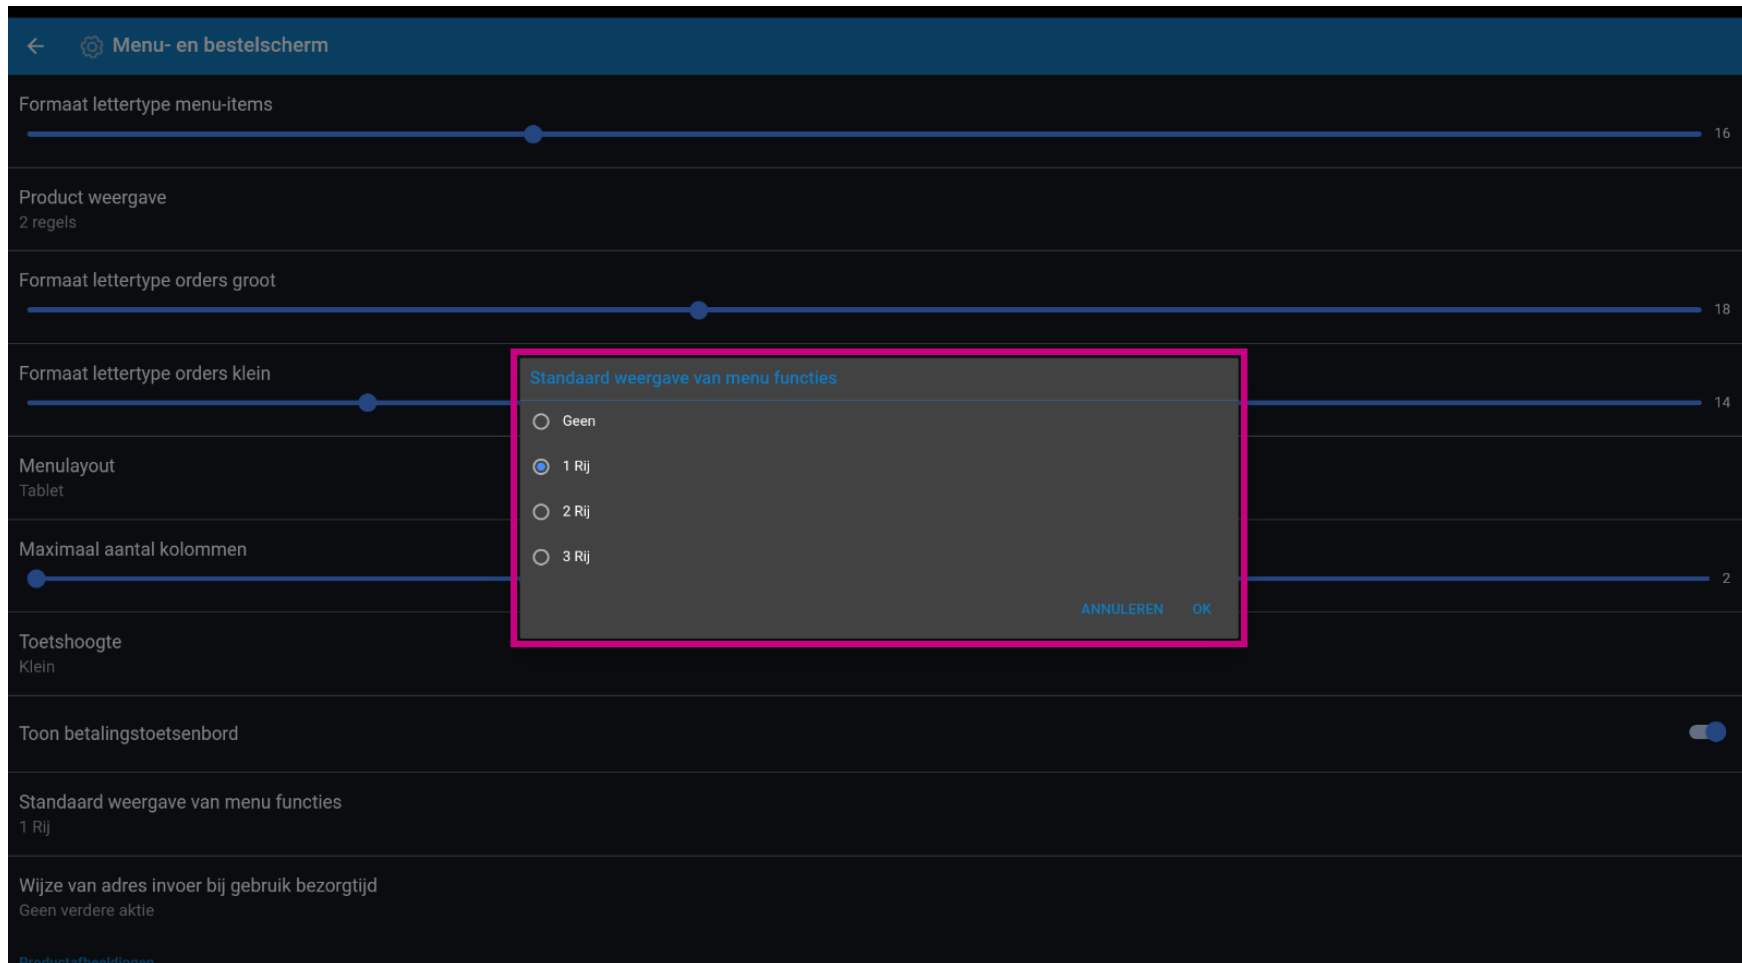 Menu- en bestelscherm
Formaat lettertype menu-items
16
Product weergave
2 regels
Formaat lettertype orders groot
18
Formaat lettertype orders klein
14
Standaard weergave van menu functies
Geen
1 Rij
2 Rij
3 Rij
ANNULEREN OK
Menulayout
Tablet
Maximaal aantal kolommen
2
Toetshoogte
Klein
Toon betalingstoetsenbord
Standaard weergave van menu functies
1 Rij
Wijze van adres invoer bij gebruik bezorgtijd
Geen verdere aktie
Productafbeeldingen